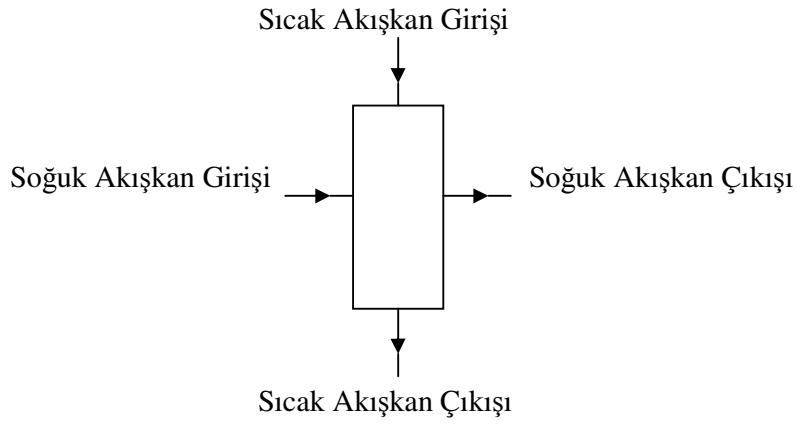 Sıcak Akışkan Girişi
Soğuk Akışkan Girişi
Soğuk Akışkan Çıkışı
Sıcak Akışkan Çıkışı